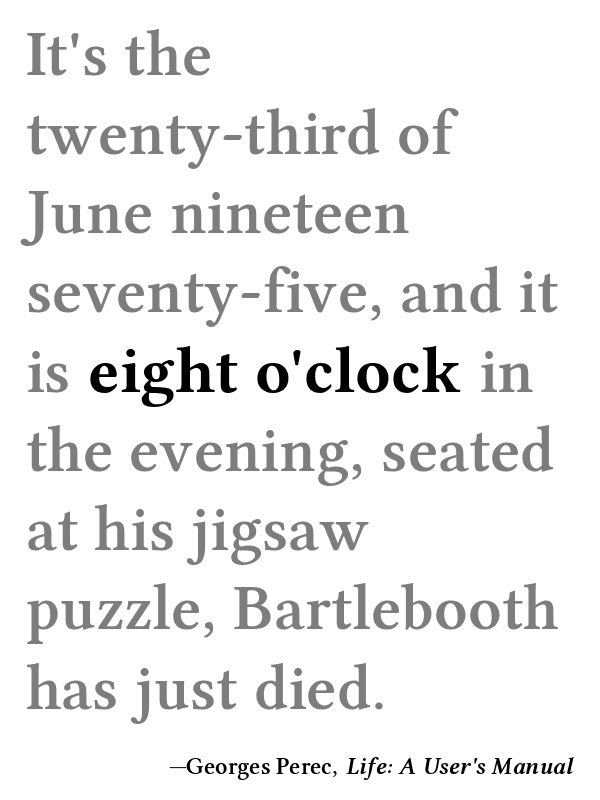 It's the
twenty-third of
June nineteen
seventy-five, and it
is eight o'clock in
the evening, seated
at his jigsaw
puzzle, Bartlebooth
has just died.
—Georges Perec, Life: A User's Manual